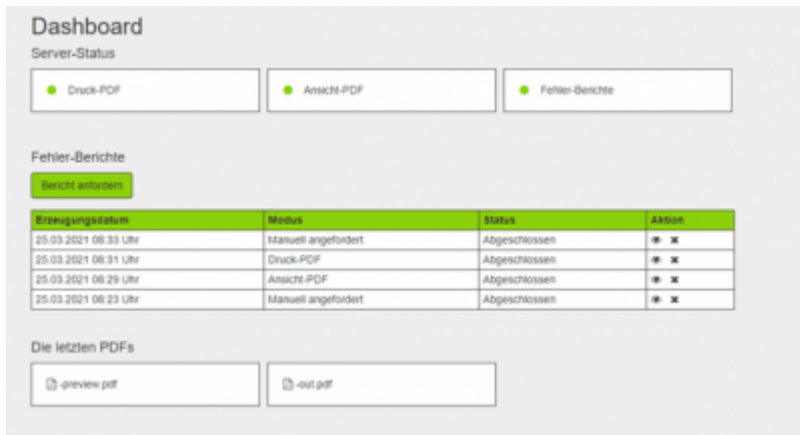 Dashboard
Server-Status
Druck-PDF Ansicht-PDF Fehler-Berichte
Fehler-Berichte
Bericht anfordern
Erzeugungsdatum Modus Status Aktion
25.03.2021 08:33 Uhr Manuell angefordert Abgeschlossen
25.03.2021 08:31 Uhr Druck-PDF Abgeschlossen
25.03.2021 08:29 Uhr Ansicht-PDF Abgeschlossen
25.03.2021 08:23 Uhr Manuell angefordert Abgeschlossen
Die letzten PDFs
-preview.pdf -out.pdf